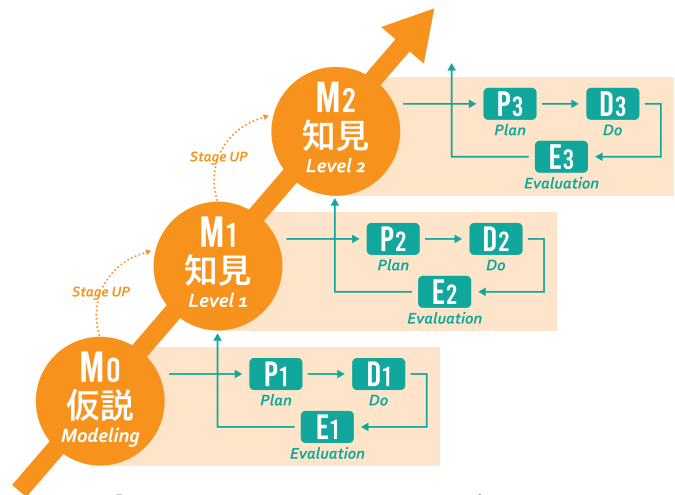 M2
知見
Level 2
P3
Plan
D3
Do
E3
Evaluation
Stage UP
M1
知見
Level 1
P2
Plan
D2
Do
E2
Evaluation
Stage UP
M0
仮説
Modeling
P1
Plan
D1
Do
E1
Evaluation